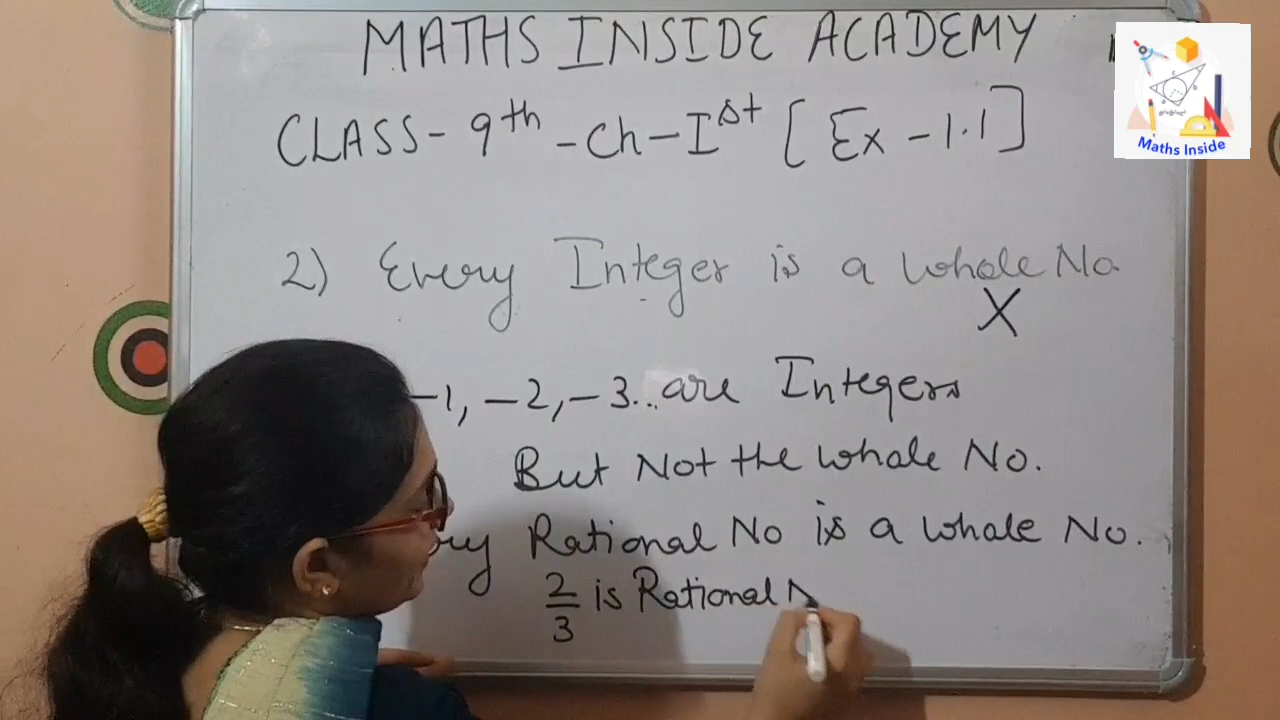 MATHS INSIDE ACADEMY
CLASS-9th-Ch-Ist [Ex-1.1]
Maths Inside
2) Every Integer is a whole No.
X
-1, -2, -3...are Integers
But Not the whole No.
Rational No is a whole No.
2/3 is Rational N